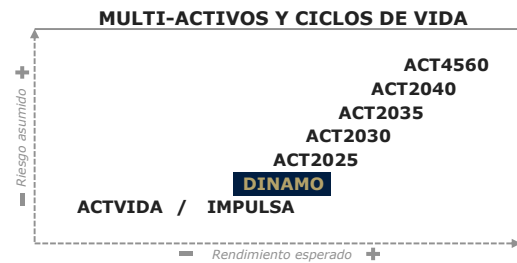 MULTI-ACTIVOS Y CICLOS DE VIDA
ACT4560
ACT2040
ACT2035
ACT2030
ACT2025
DINAMO
ACTVIDA / IMPULSA
Riesgo asumido
Rendimiento esperado